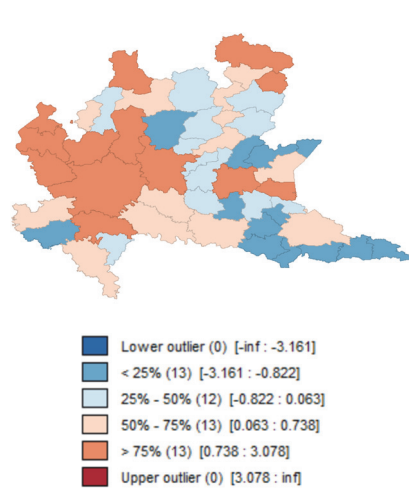 Lower outlier (0) [-inf : -3.161]
< 25% (13) [-3.161 : -0.822]
25% - 50% (12) [-0.822 : 0.063]
50% - 75% (13) [0.063 : 0.738]
> 75% (13) [0.738 : 3.078]
Upper outlier (0) [3.078 : inf]